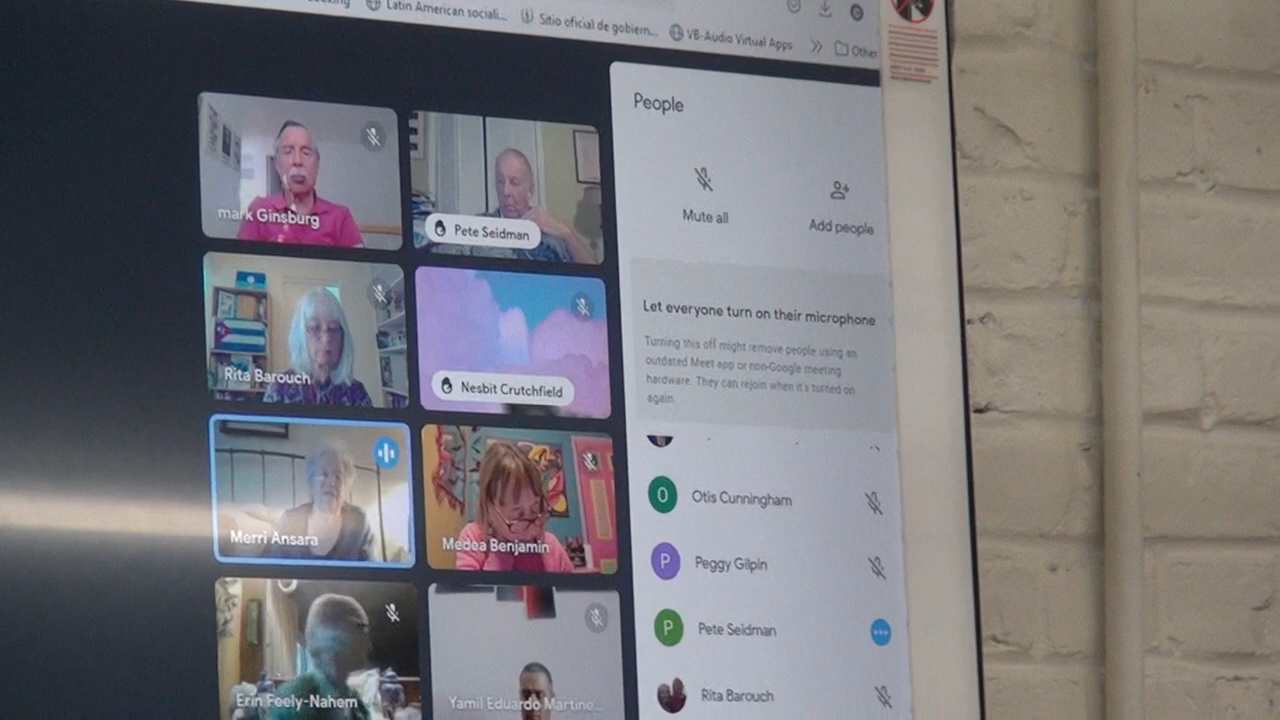 Latin American sociali...
Sitio oficial de gobiern...
VB-Audio Virtual Apps
Other
People
Mute all
Add people
Let everyone turn on their microphone
Turning this off might remove people using an
outdated Meet app or non-Google meeting
hardware. They can rejoin when it's turned on
again.
mark Ginsburg
Pete Seidman
Rita Barouch
Nesbit Crutchfield
Merri Ansara
Medea Benjamin
Erin Feely-Nahem
Yamil Eduardo Martine...
O
Otis Cunningham
P
Peggy Gilpin
P
Pete Seidman
Rita Barouch